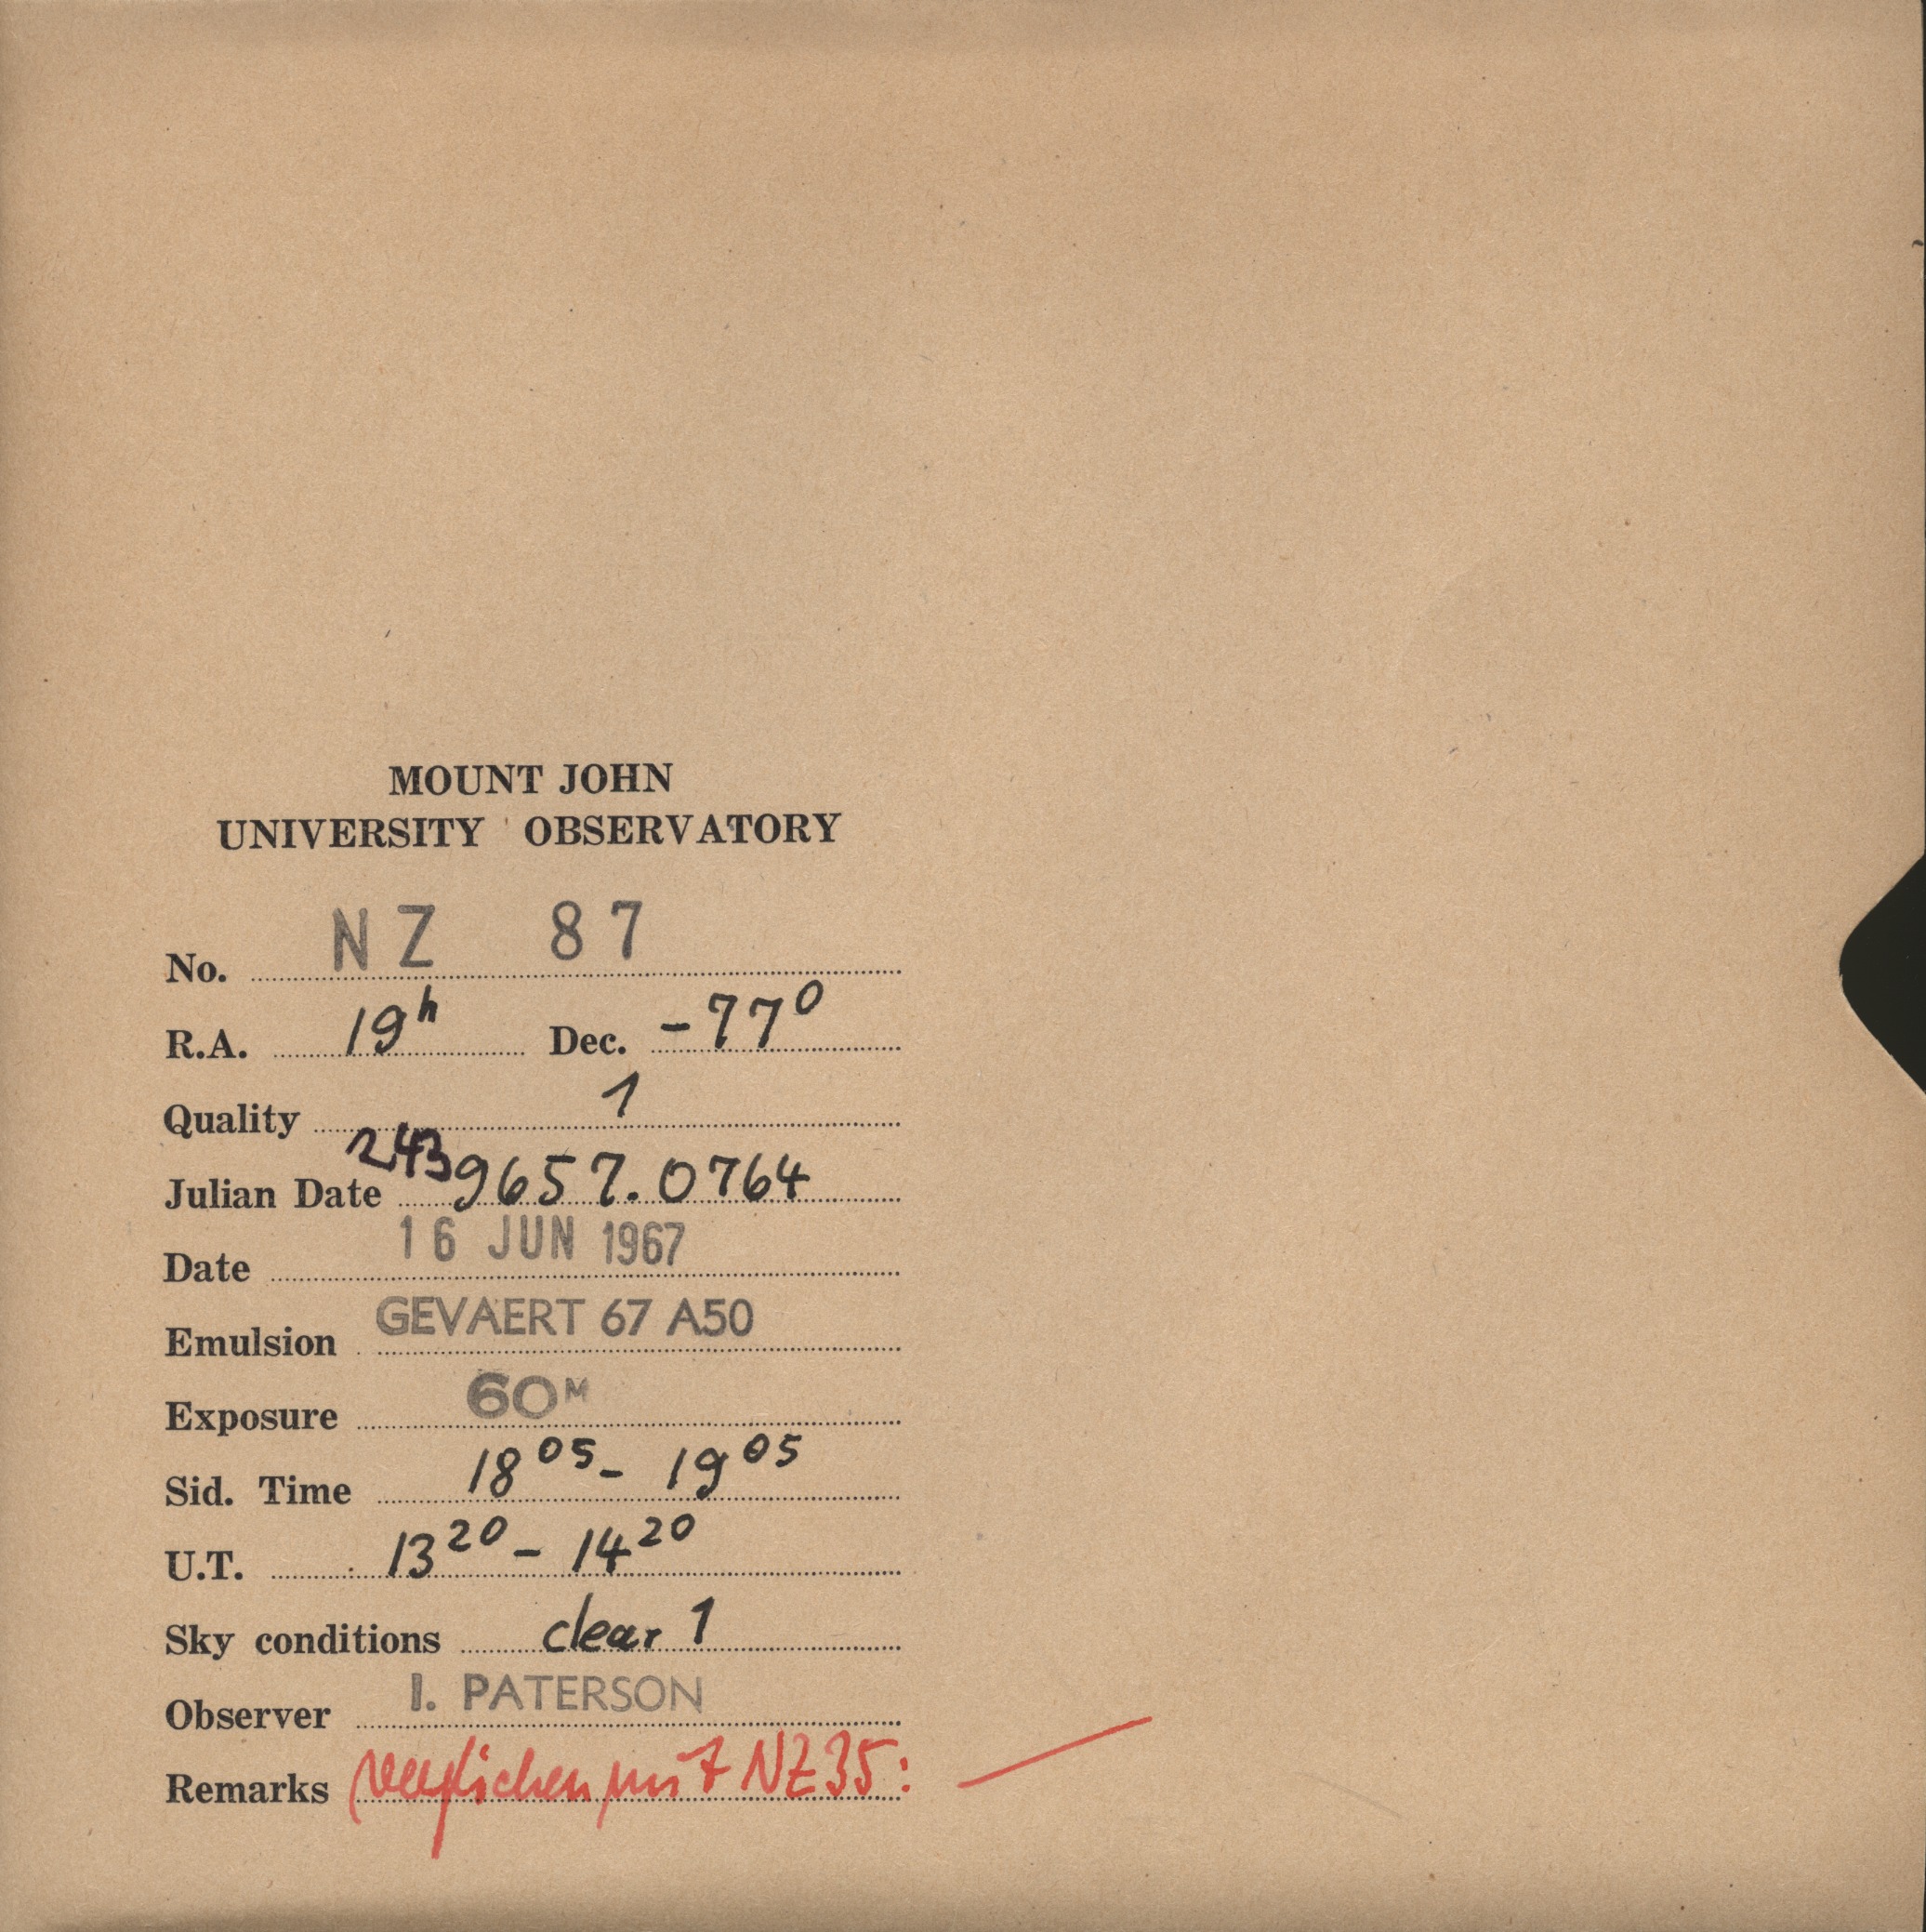 MOUNT JOHN
UNIVERSITY OBSERVATORY
No. NZ 87
R.A. 19h Dec. -77°
Quality 1
Julian Date 2439657.0764
Date 16 JUN 1967
Emulsion GEVAERT 67 A50
Exposure 60M
Sid. Time 18 05 - 19 05
U.T. 13 20 - 14 20
Sky conditions clear 1
Observer I. PATERSON
Remarks verglichen mit NZ35: —